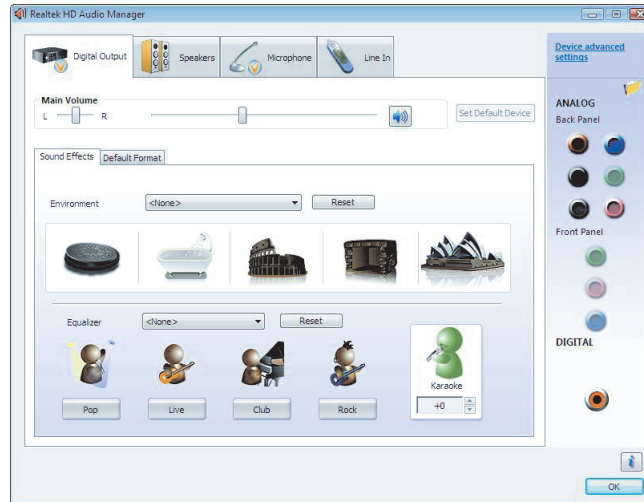 Realtek HD Audio Manager
Digital Output
Speakers
Microphone
Line In
Device advanced
settings
Main Volume
L
R
Set Default Device
ANALOG
Back Panel
Sound Effects
Default Format
Environment
<None>
Reset
Front Panel
Equalizer
<None>
Reset
Karaoke
+0
Pop
Live
Club
Rock
DIGITAL
i
OK